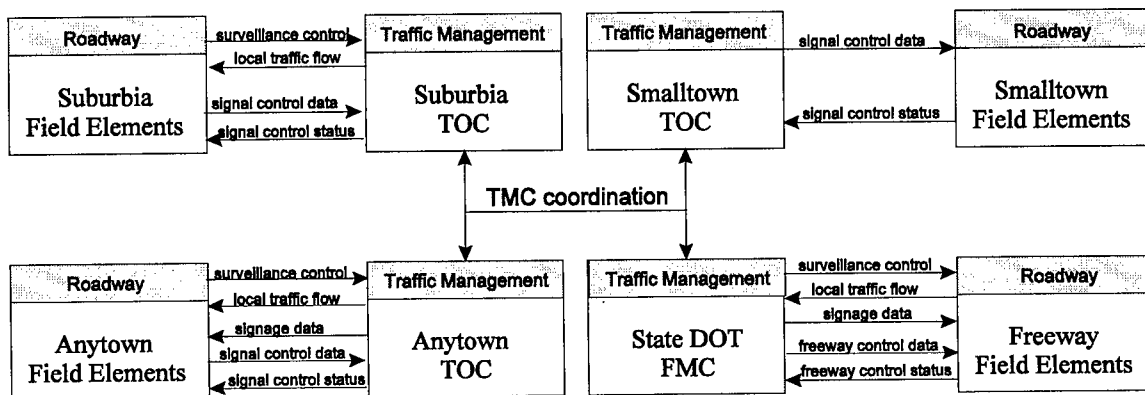 Roadway
Suburbia
Field Elements
surveillance control
local traffic flow
signal control data
signal control status
Traffic Management
Suburbia
TOC
Traffic Management
Smalltown
TOC
signal control data
signal control status
Roadway
Smalltown
Field Elements
TMC coordination
Roadway
Anytown
Field Elements
surveillance control
local traffic flow
signage data
signal control data
signal control status
Traffic Management
Anytown
TOC
Traffic Management
State DOT
FMC
surveillance control
local traffic flow
signage data
freeway control data
freeway control status
Roadway
Freeway
Field Elements